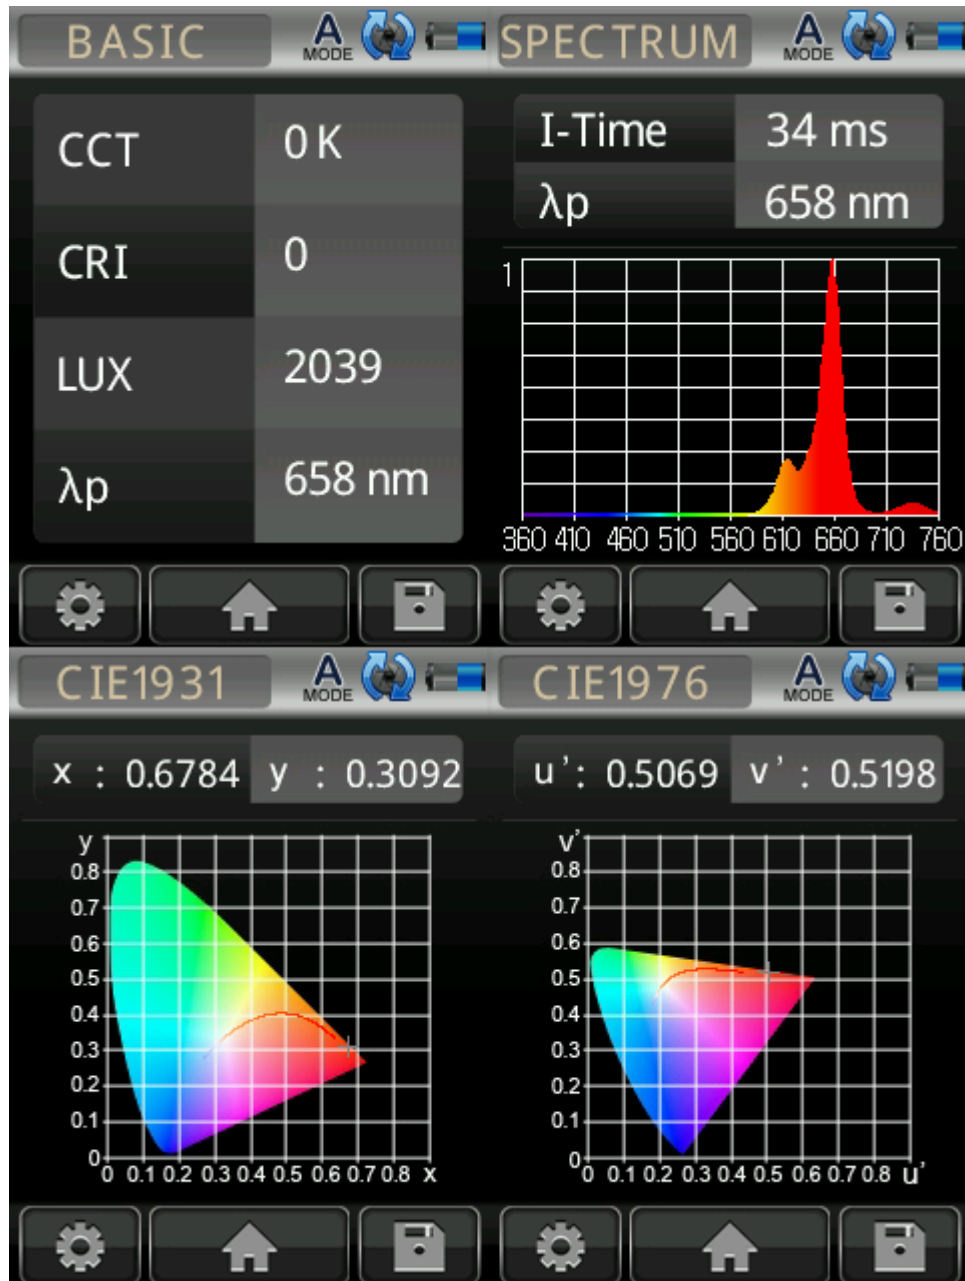 BASIC
A
MODE
CCT 0 K
CRI 0
LUX 2039
λp 658 nm
SPECTRUM
A
MODE
I-Time 34 ms
λp 658 nm
1
360 410 460 510 560 610 660 710 760
CIE1931
A
MODE
x : 0.6784 y : 0.3092
y
0.8
0.7
0.6
0.5
0.4
0.3
0.2
0.1
0
0 0.1 0.2 0.3 0.4 0.5 0.6 0.7 0.8 x
CIE1976
A
MODE
u': 0.5069 v' : 0.5198
v'
0.8
0.7
0.6
0.5
0.4
0.3
0.2
0.1
0
0 0.1 0.2 0.3 0.4 0.5 0.6 0.7 0.8 u'